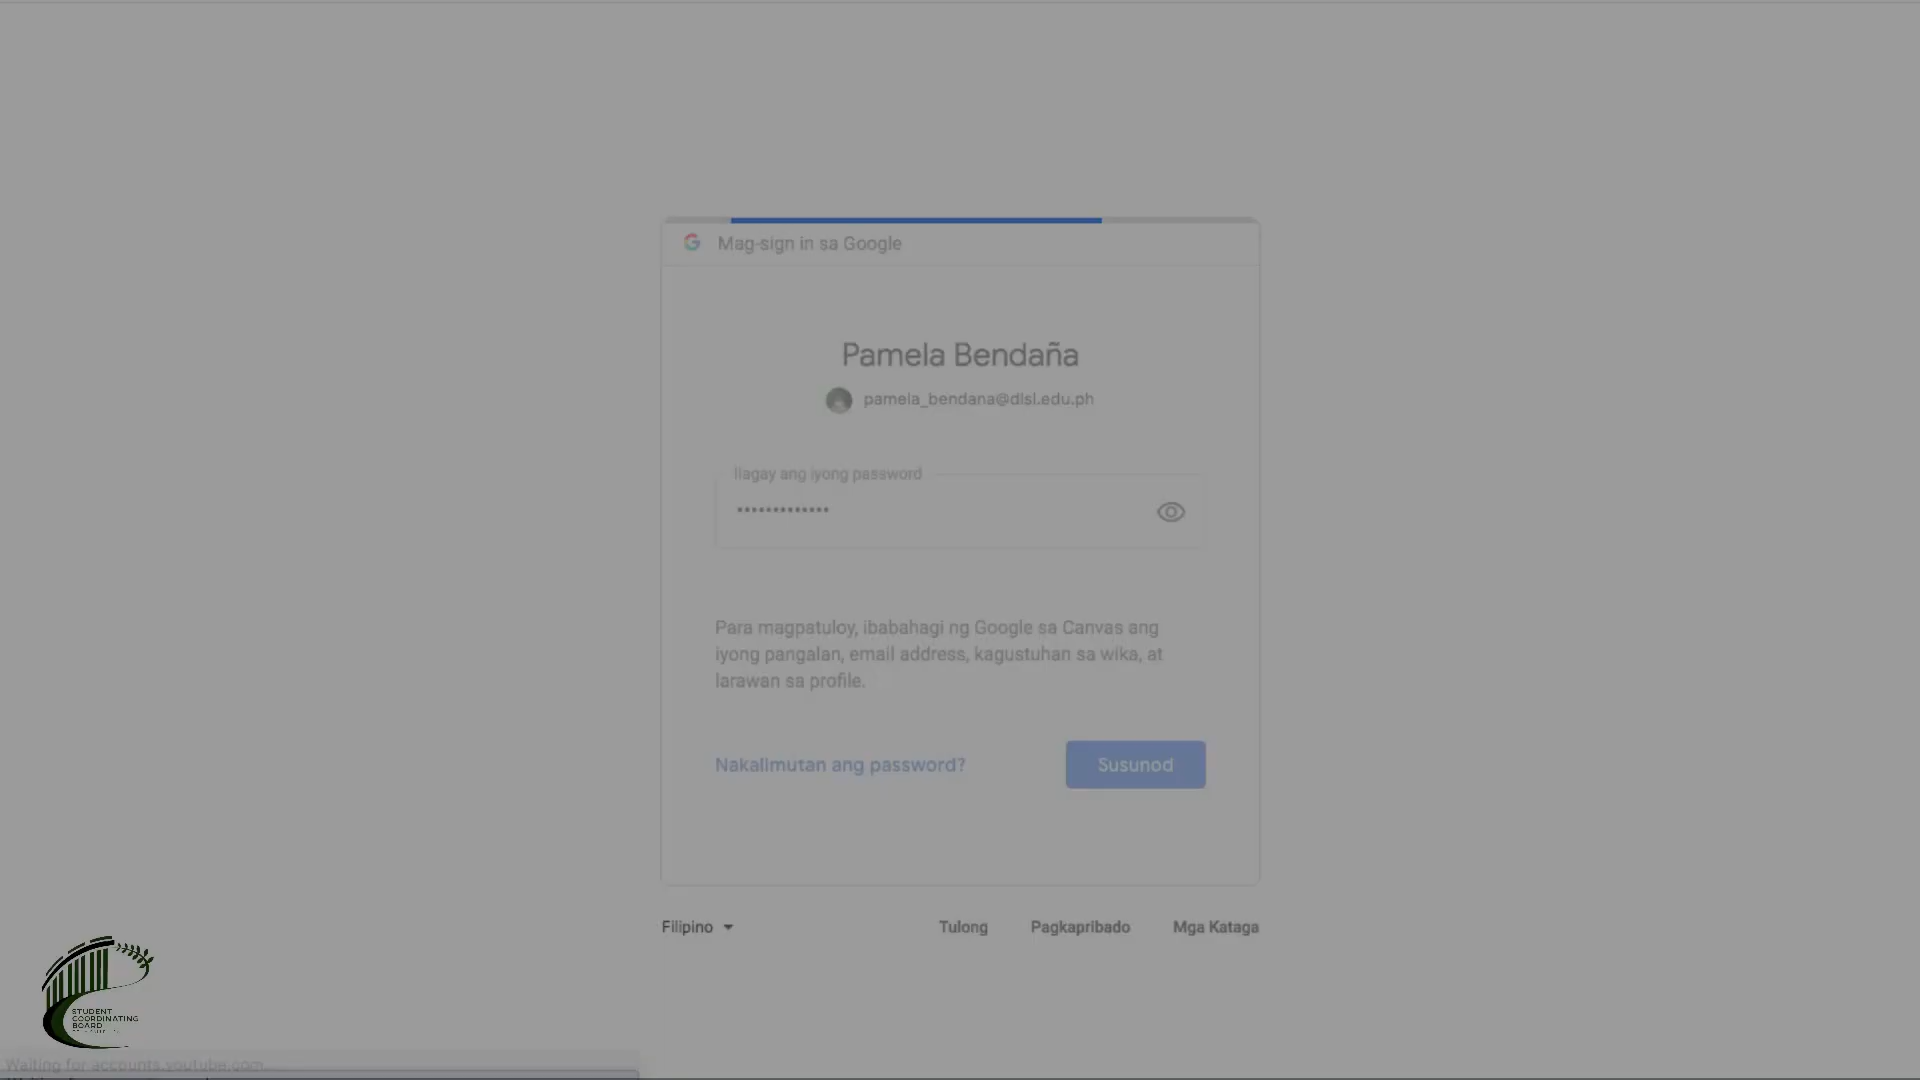 Mag-sign in sa Google
Pamela Bendaña
pamela_bendana@dlsl.edu.ph
Ilagay ang iyong password
•••••••••••••
Para magpatuloy, ibabahagi ng Google sa Canvas ang
iyong pangalan, email address, kagustuhan sa wika, at
larawan sa profile.
Nakalimutan ang password?
Susunod
Filipino
Tulong
Pagkapribado
Mga Kataga
STUDENT
COORDINATING
BOARD
Waiting for accounts.youtube.com...